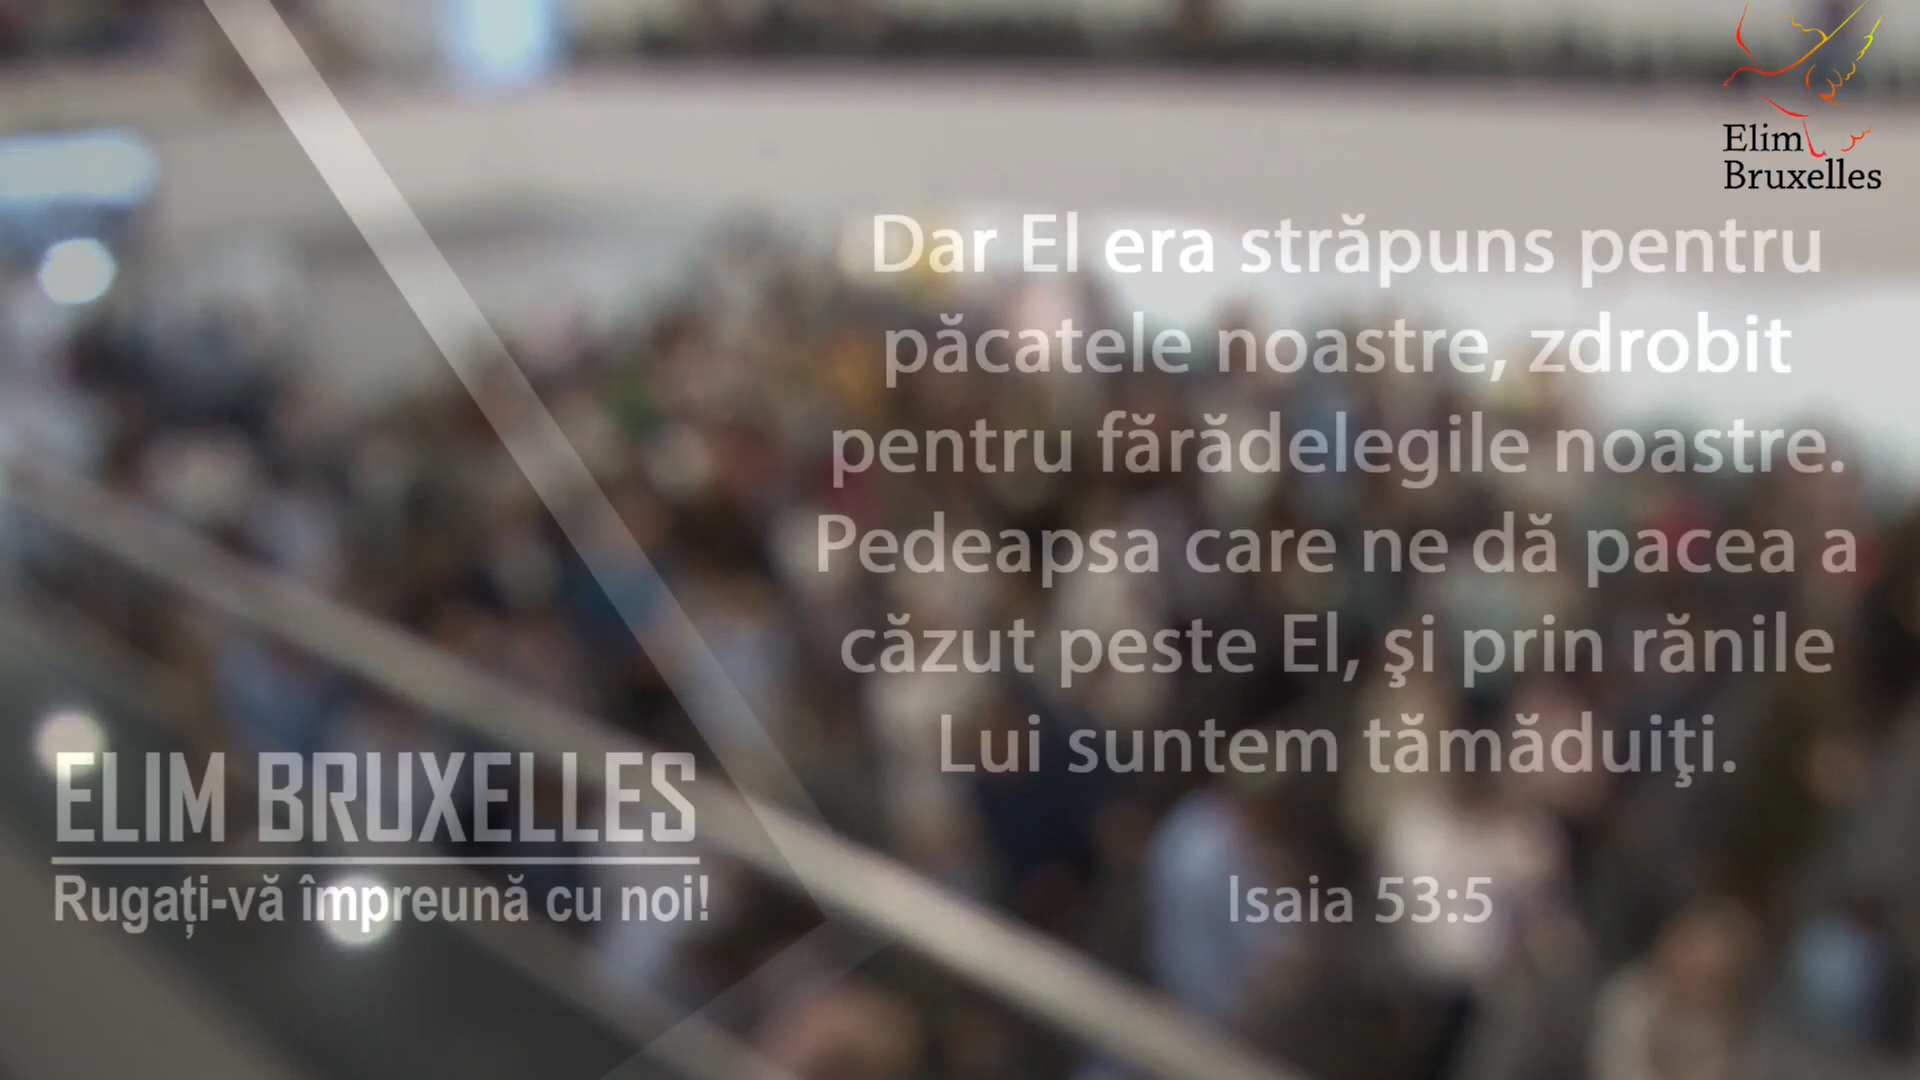 Elim
Bruxelles
Dar El era străpuns pentru
păcatele noastre, zdrobit
pentru fărădelegile noastre.
Pedeapsa care ne dă pacea a
căzut peste El, şi prin rănile
Lui suntem tămăduiţi.
Isaia 53:5
ELIM BRUXELLES
Rugați-vă împreună cu noi!